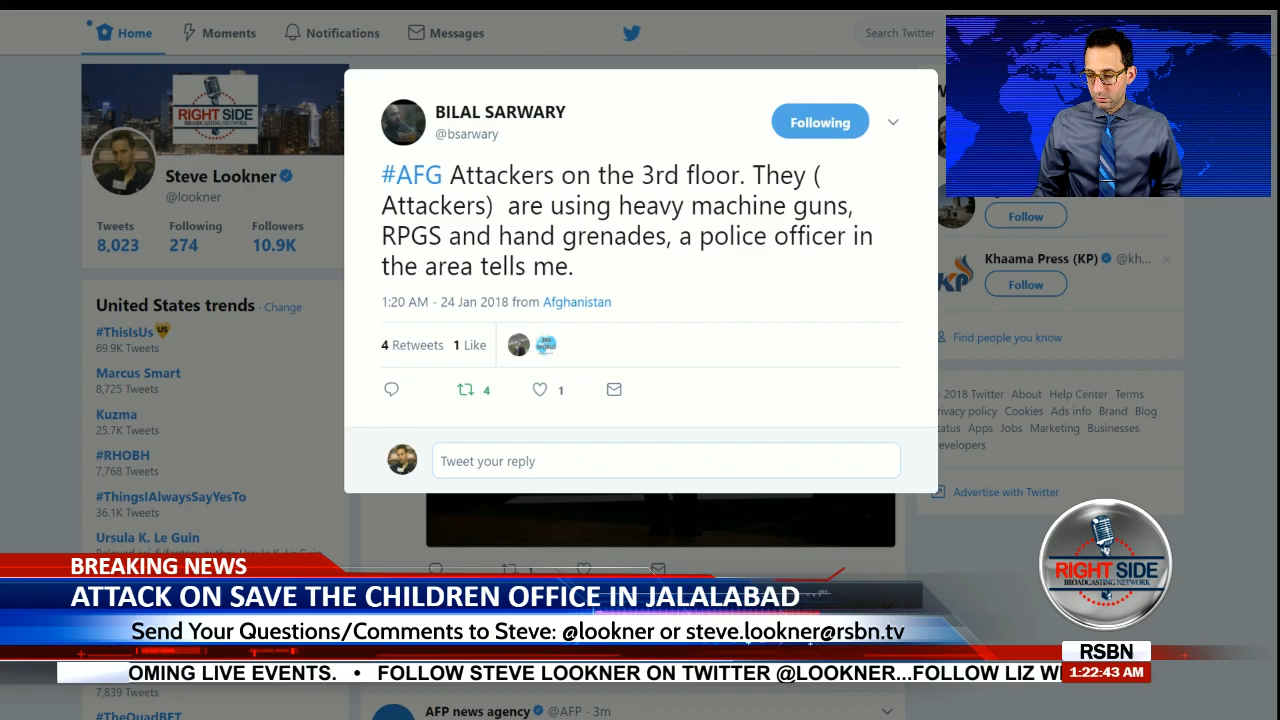 Home
Moments
Notifications
Messages
Search Twitter
RIGHT SIDE
BROADCASTING NETWORK
Steve Lookner
@lookner
Tweets Following Followers
8,023 274 10.9K
United States trends · Change
#ThisIsUs
69.9K Tweets
Marcus Smart
8,725 Tweets
Kuzma
25.7K Tweets
#RHOBH
7,768 Tweets
#ThingsIAlwaysSayYesTo
36.1K Tweets
Ursula K. Le Guin
BILAL SARWARY
@bsarwary
Following
#AFG Attackers on the 3rd floor. They (
Attackers) are using heavy machine guns,
RPGS and hand grenades, a police officer in
the area tells me.
1:20 AM - 24 Jan 2018 from Afghanistan
4 Retweets 1 Like
4 1
Tweet your reply
Follow
Khaama Press (KP) @kh...
Follow
Find people you know
2018 Twitter About Help Center Terms
Cookies Ads info Brand Blog
Apps Jobs Marketing Businesses
Advertise with Twitter
BREAKING NEWS
ATTACK ON SAVE THE CHILDREN OFFICE IN JALALABAD
Send Your Questions/Comments to Steve: @lookner or steve.lookner@rsbn.tv
RIGHT SIDE
BROADCASTING NETWORK
RSBN
1:22:43 AM
OMING LIVE EVENTS. • FOLLOW STEVE LOOKNER ON TWITTER @LOOKNER...FOLLOW LIZ
7,839 Tweets
#TheQuadBET
AFP news agency @AFP · 3m